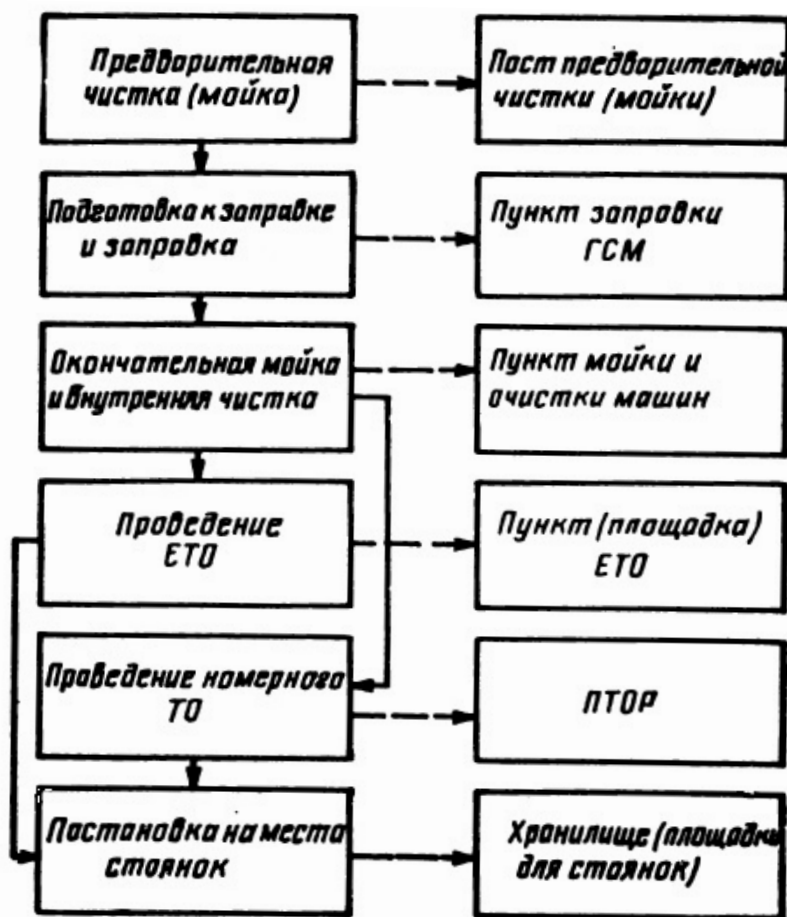 Предварительная
чистка (мойка)
Пост предварительной
чистки (мойки)
Подготовка к заправке
и заправка
Пункт заправки
ГСМ
Окончательная мойка
и внутренняя чистка
Пункт мойки и
очистки машин
Проведение
ЕТО
Пункт (площадка)
ЕТО
Проведение номерного
ТО
ПТОР
Постановка на места
стоянок
Хранилище (площадки
для стоянок)